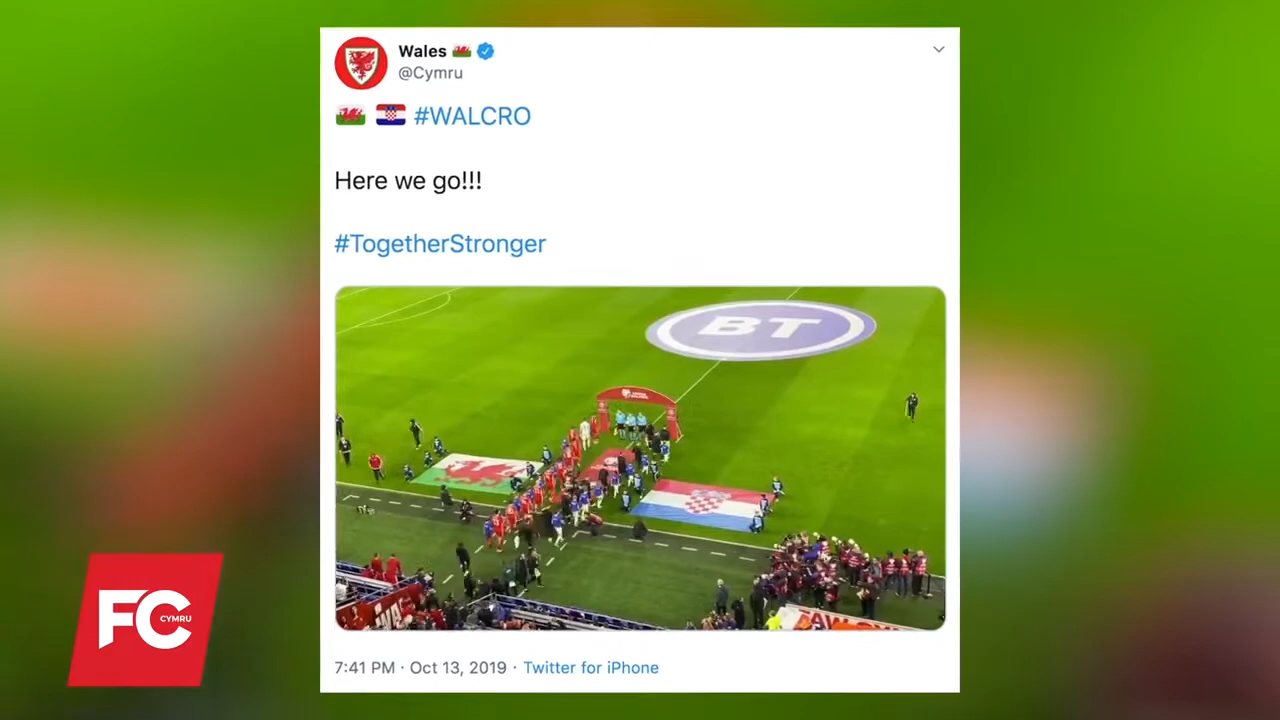 Wales
@Cymru
#WALCRO
Here we go!!!
#TogetherStronger
BT
FC
CYMRU
7:41 PM · Oct 13, 2019 · Twitter for iPhone